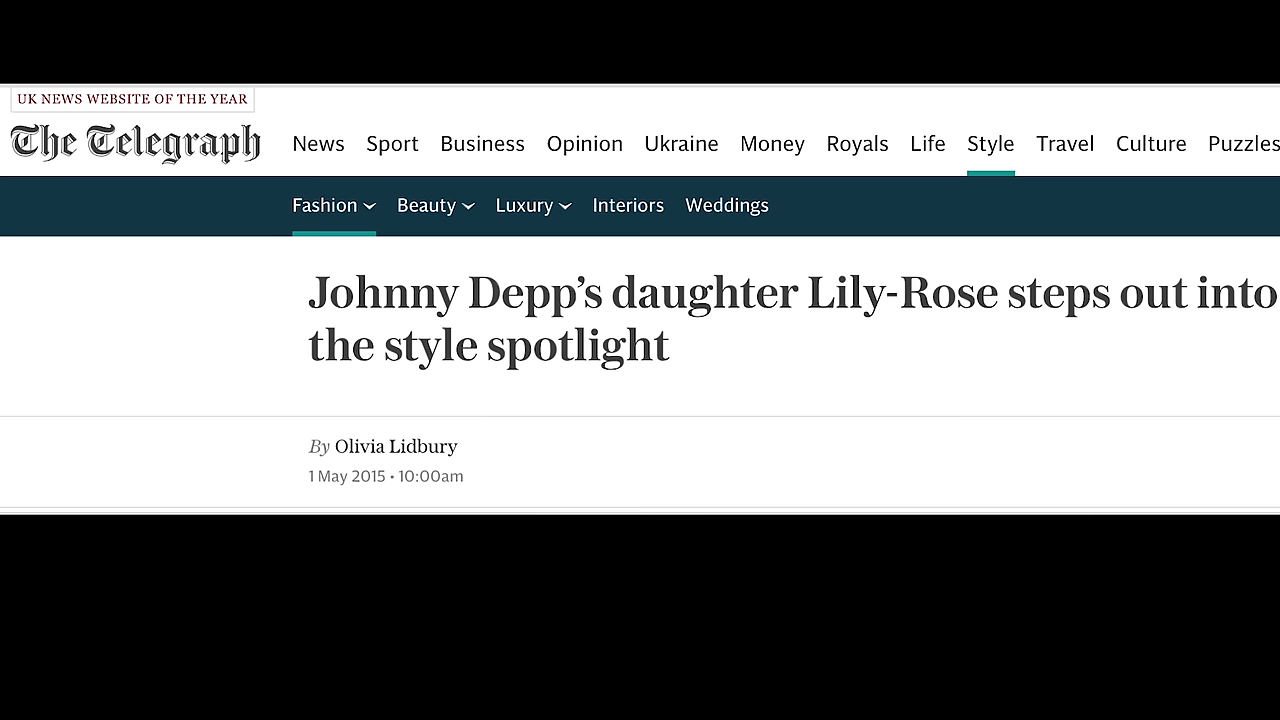 UK NEWS WEBSITE OF THE YEAR
The Telegraph
News Sport Business Opinion Ukraine Money Royals Life Style Travel Culture Puzzles
Fashion Beauty Luxury Interiors Weddings
Johnny Depp’s daughter Lily-Rose steps out into
the style spotlight
By Olivia Lidbury
1 May 2015 • 10:00am